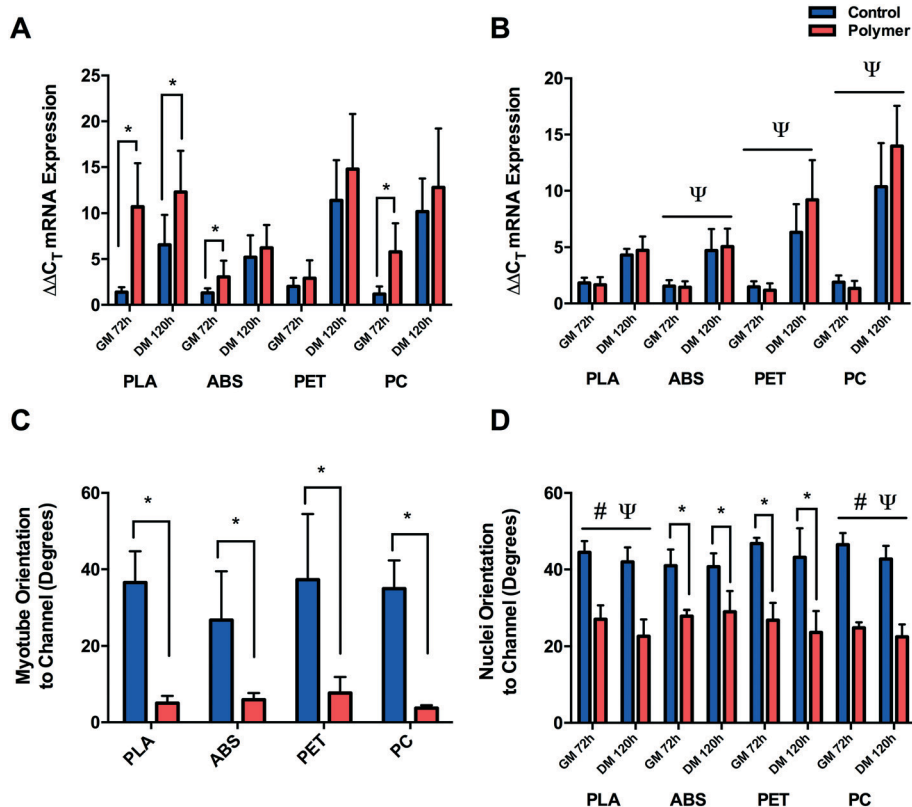 Control
Polymer
A
ΔΔCT mRNA Expression
25
20
15
10
5
0
*
*
*
*
GM 72h
DM 120h
GM 72h
DM 120h
GM 72h
DM 120h
GM 72h
DM 120h
PLA
ABS
PET
PC
B
ΔΔCT mRNA Expression
20
15
10
5
0
Ψ
Ψ
Ψ
GM 72h
DM 120h
GM 72h
DM 120h
GM 72h
DM 120h
GM 72h
DM 120h
PLA
ABS
PET
PC
C
Myotube Orientation
to Channel (Degrees)
60
40
20
0
*
*
*
*
PLA
ABS
PET
PC
D
Nuclei Orientation
to Channel (Degrees)
60
40
20
0
# Ψ
*
*
*
*
# Ψ
GM 72h
DM 120h
GM 72h
DM 120h
GM 72h
DM 120h
GM 72h
DM 120h
PLA
ABS
PET
PC